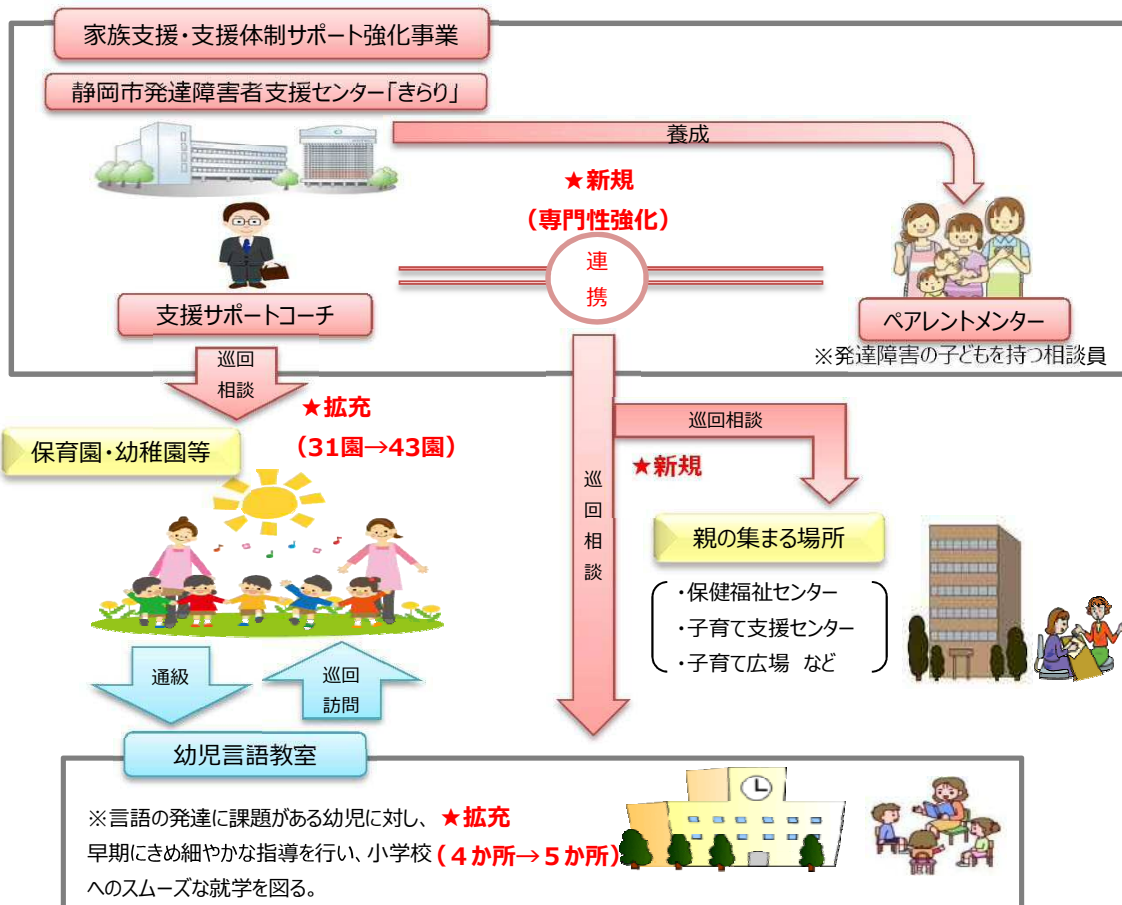 家族支援・支援体制サポート強化事業
静岡市発達障害者支援センター「きらり」
養成
★新規
（専門性強化）
連
携
支援サポートコーチ
ペアレントメンター
※発達障害の子どもを持つ相談員
巡回
相談
★拡充
（31園→43園）
保育園・幼稚園等
巡回相談
★新規
巡
回
相
談
親の集まる場所
・保健福祉センター
・子育て支援センター
・子育て広場 など
通級
巡回
訪問
幼児言語教室
※言語の発達に課題がある幼児に対し、
早期にきめ細やかな指導を行い、小学校
へのスムーズな就学を図る。
★拡充
（４か所→５か所）